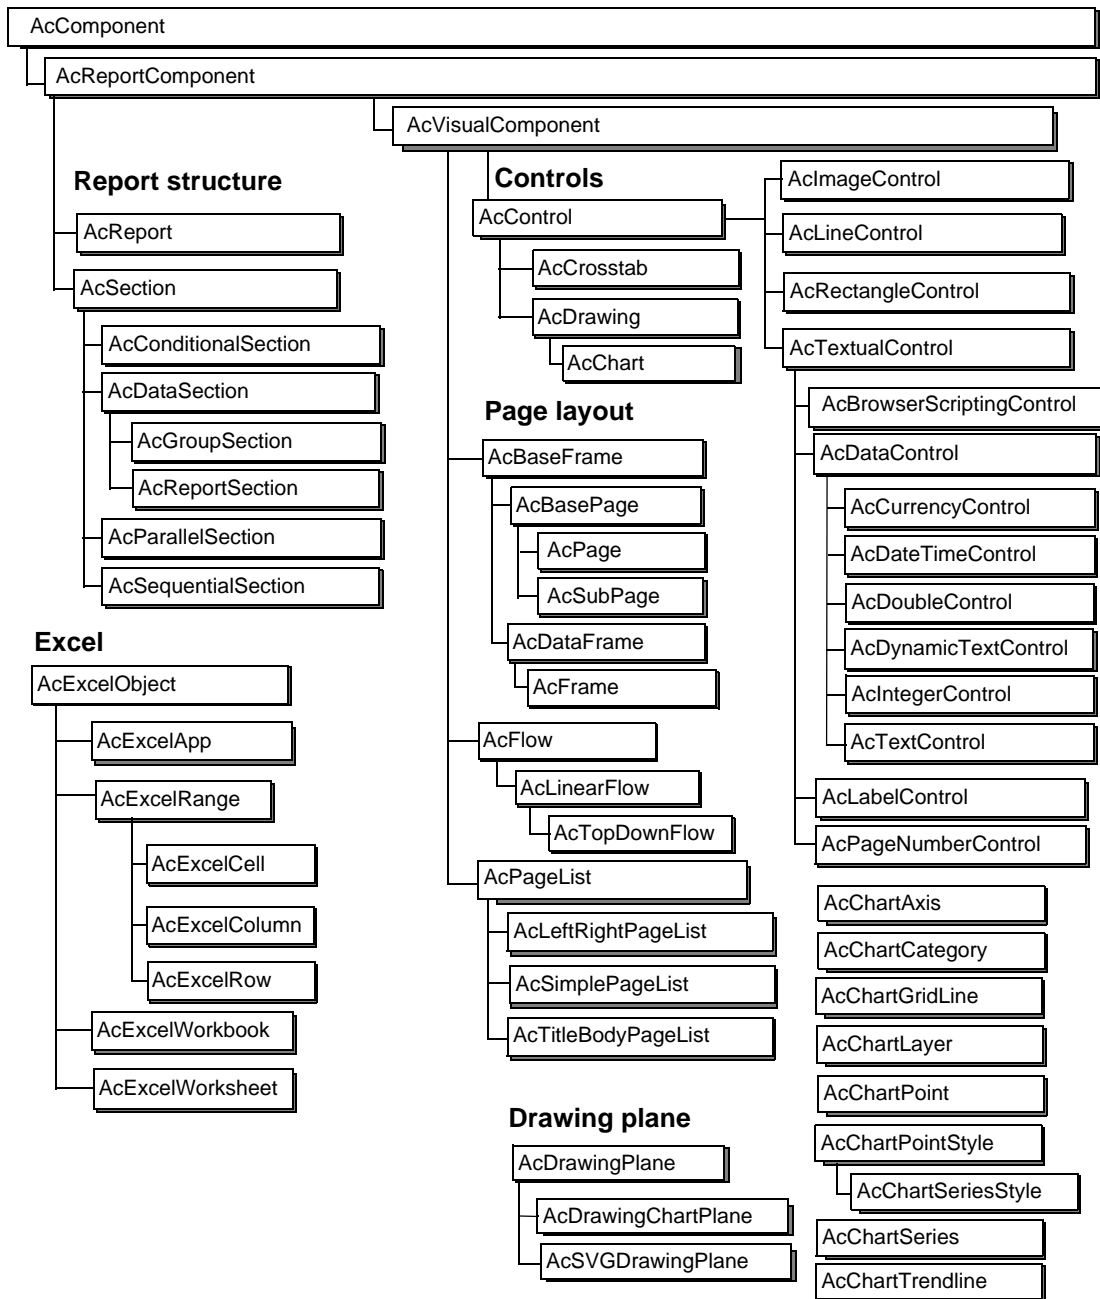 AcComponent
AcReportComponent
AcVisualComponent
Report structure
AcReport
AcSection
AcConditionalSection
AcDataSection
AcGroupSection
AcReportSection
AcParallelSection
AcSequentialSection
Excel
AcExcelObject
AcExcelApp
AcExcelRange
AcExcelCell
AcExcelColumn
AcExcelRow
AcExcelWorkbook
AcExcelWorksheet
Controls
AcControl
AcCrosstab
AcDrawing
AcChart
Page layout
AcBaseFrame
AcBasePage
AcPage
AcSubPage
AcDataFrame
AcFrame
AcFlow
AcLinearFlow
AcTopDownFlow
AcPageList
AcLeftRightPageList
AcSimplePageList
AcTitleBodyPageList
Drawing plane
AcDrawingPlane
AcDrawingChartPlane
AcSVGDrawingPlane
AcImageControl
AcLineControl
AcRectangleControl
AcTextualControl
AcBrowserScriptingControl
AcDataControl
AcCurrencyControl
AcDateTimeControl
AcDoubleControl
AcDynamicTextControl
AcIntegerControl
AcTextControl
AcLabelControl
AcPageNumberControl
AcChartAxis
AcChartCategory
AcChartGridLine
AcChartLayer
AcChartPoint
AcChartPointStyle
AcChartSeriesStyle
AcChartSeries
AcChartTrendline